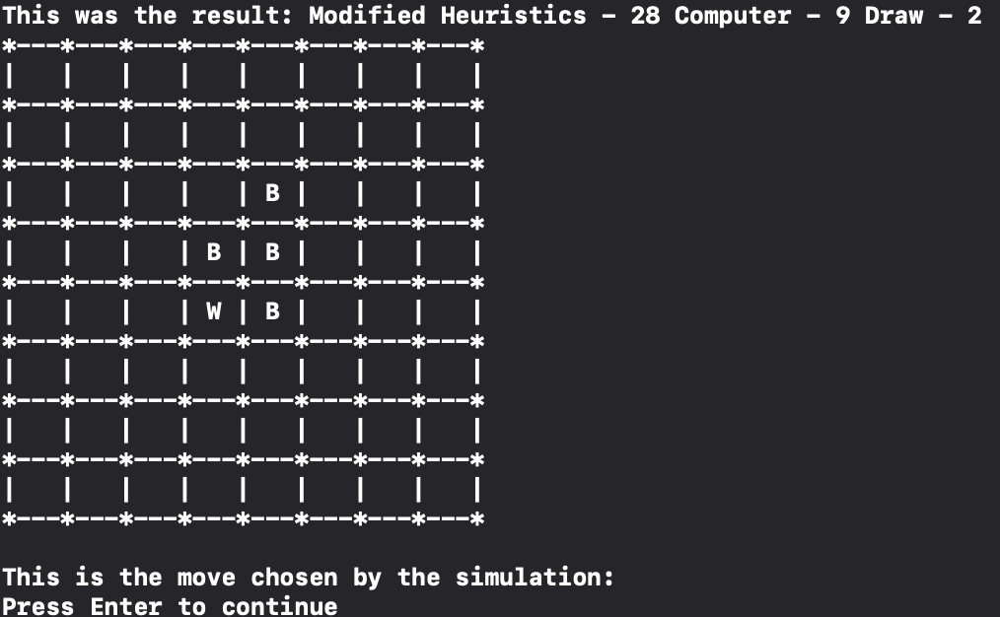 This was the result: Modified Heuristics - 28 Computer - 9 Draw - 2
*---*---*---*---*---*---*---*---*
|   |   |   |   |   |   |   |   |
*---*---*---*---*---*---*---*---*
|   |   |   |   |   |   |   |   |
*---*---*---*---*---*---*---*---*
|   |   |   |   | B |   |   |   |
*---*---*---*---*---*---*---*---*
|   |   |   | B | B |   |   |   |
*---*---*---*---*---*---*---*---*
|   |   |   | W | B |   |   |   |
*---*---*---*---*---*---*---*---*
|   |   |   |   |   |   |   |   |
*---*---*---*---*---*---*---*---*
|   |   |   |   |   |   |   |   |
*---*---*---*---*---*---*---*---*
|   |   |   |   |   |   |   |   |
*---*---*---*---*---*---*---*---*
This is the move chosen by the simulation:
Press Enter to continue